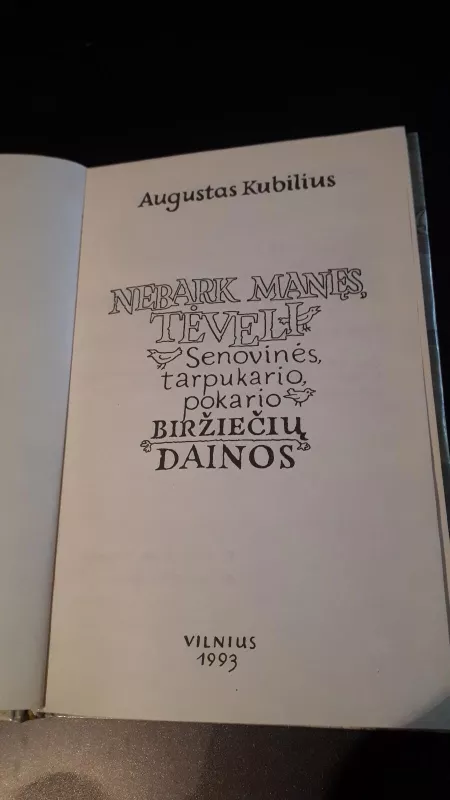 Augustas Kubilius
NEBARK MANĘS,
TĖVELI
Senovinės,
tarpukario,
pokario
BIRŽIEČIŲ
DAINOS
VILNIUS
1993